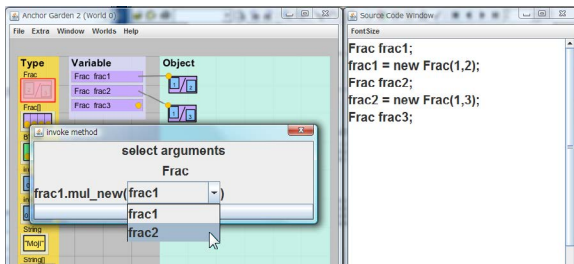 Anchor Garden 2 (World 0)
File Extra Window Worlds Help
Type Variable Object
Frac
Frac frac1
Frac frac2
Frac[]
Frac frac3
1/2
1/3
invoke method
select arguments
Frac
frac1.mul_new(frac1)
frac1
frac2
String
"Moji"
String[]
Source Code Window
FontSize
Frac frac1;
frac1 = new Frac(1,2);
Frac frac2;
frac2 = new Frac(1,3);
Frac frac3;